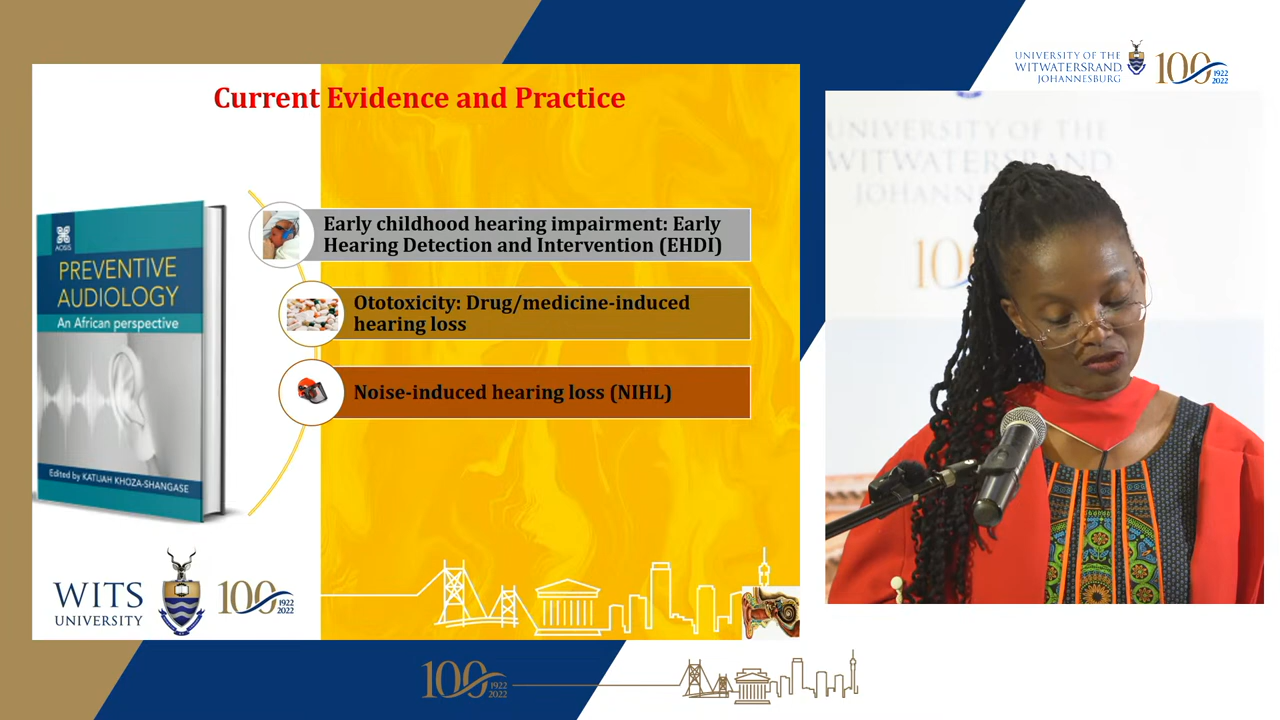 Current Evidence and Practice
Early childhood hearing impairment: Early
Hearing Detection and Intervention (EHDI)
Ototoxicity: Drug/medicine-induced
hearing loss
Noise-induced hearing loss (NIHL)
AOSIS
PREVENTIVE
AUDIOLOGY
An African perspective
Edited by KATIJAH KHOZA-SHANGASE
WITS
UNIVERSITY
100
1922
2022
UNIVERSITY OF THE
WITWATERSRAND,
JOHANNESBURG
100
1922
2022
UNIVERSITY OF THE
WITWATERSRAND
JOHANN
100
1922
2022